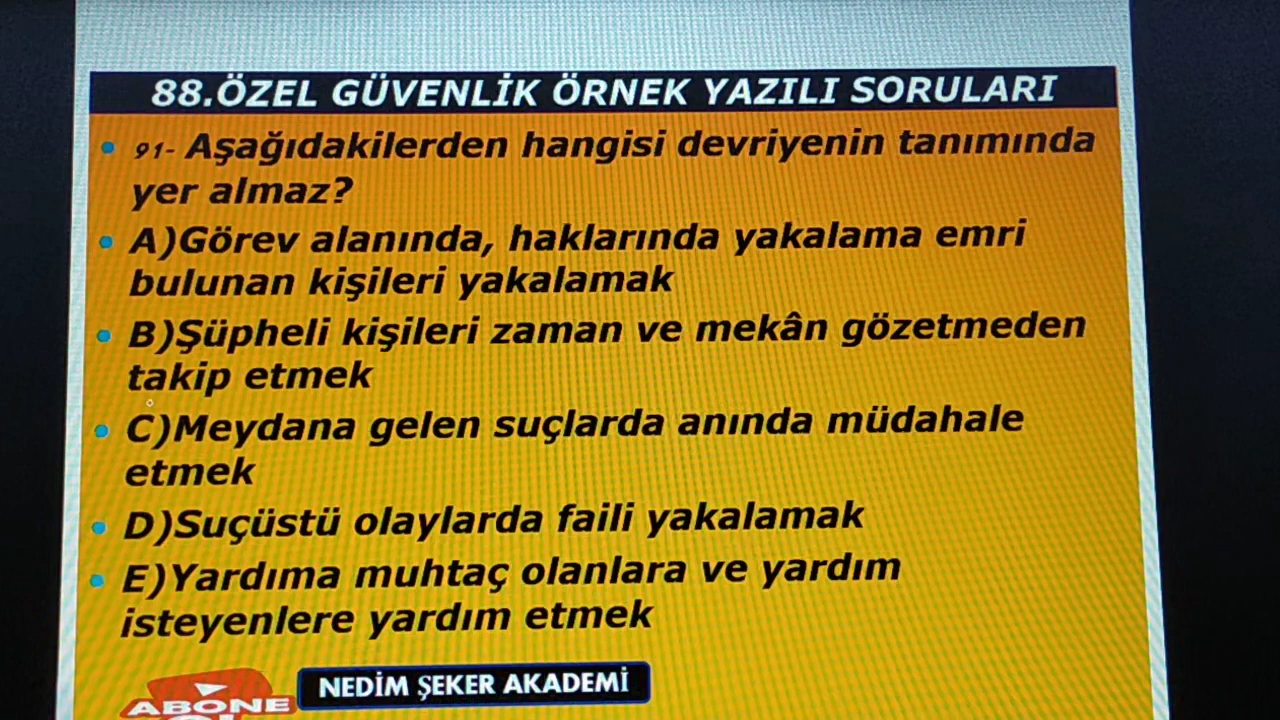 88.ÖZEL GÜVENLİK ÖRNEK YAZILI SORULARI
91- Aşağıdakilerden hangisi devriyenin tanımında
yer almaz?
A)Görev alanında, haklarında yakalama emri
bulunan kişileri yakalamak
B)Şüpheli kişileri zaman ve mekân gözetmeden
takip etmek
C)Meydana gelen suçlarda anında müdahale
etmek
D)Suçüstü olaylarda faili yakalamak
E)Yardıma muhtaç olanlara ve yardım
isteyenlere yardım etmek
NEDİM ŞEKER AKADEMİ
ABONE